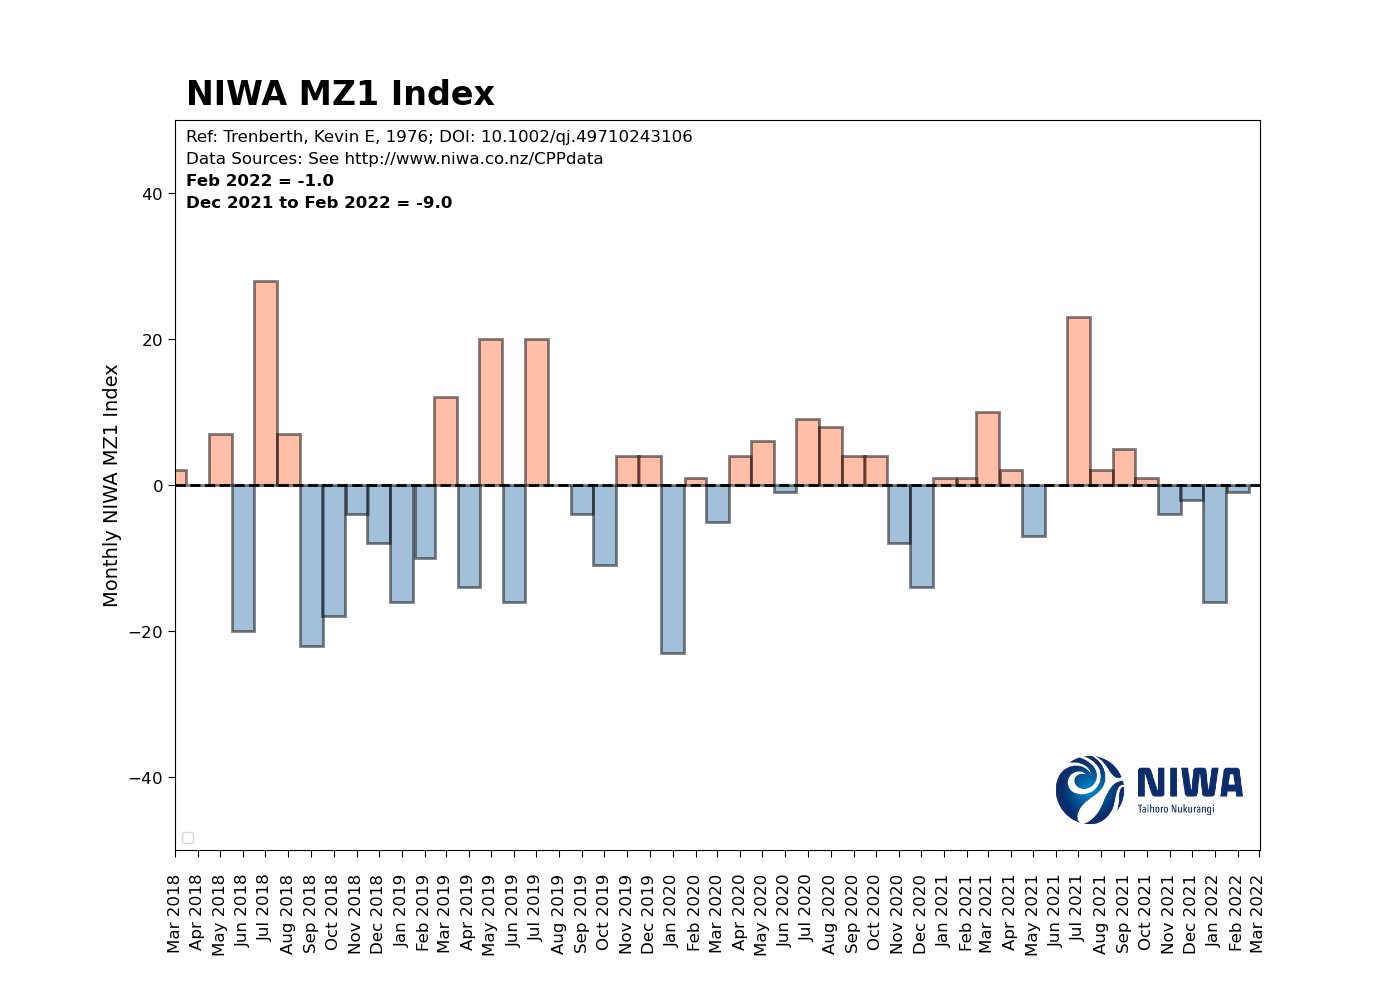 NIWA MZ1 Index
Ref: Trenberth, Kevin E, 1976; DOI: 10.1002/qj.49710243106
Data Sources: See http://www.niwa.co.nz/CPPdata
Feb 2022 = -1.0
Dec 2021 to Feb 2022 = -9.0
Monthly NIWA MZ1 Index
40
20
0
−20
−40
NIWA
Taihoro Nukurangi
Mar 2018
Apr 2018
May 2018
Jun 2018
Jul 2018
Aug 2018
Sep 2018
Oct 2018
Nov 2018
Dec 2018
Jan 2019
Feb 2019
Mar 2019
Apr 2019
May 2019
Jun 2019
Jul 2019
Aug 2019
Sep 2019
Oct 2019
Nov 2019
Dec 2019
Jan 2020
Feb 2020
Mar 2020
Apr 2020
May 2020
Jun 2020
Jul 2020
Aug 2020
Sep 2020
Oct 2020
Nov 2020
Dec 2020
Jan 2021
Feb 2021
Mar 2021
Apr 2021
May 2021
Jun 2021
Jul 2021
Aug 2021
Sep 2021
Oct 2021
Nov 2021
Dec 2021
Jan 2022
Feb 2022
Mar 2022